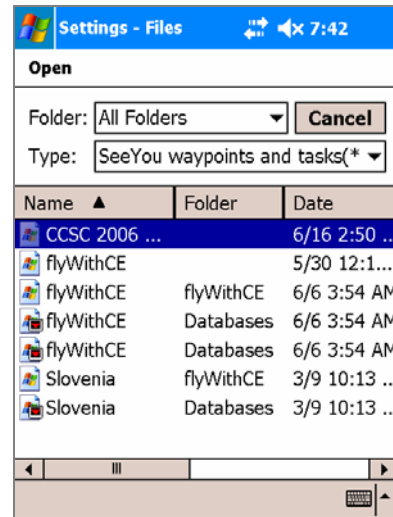 Settings - Files 7:42
Open
Folder: All Folders Cancel
Type: SeeYou waypoints and tasks(*
Name Folder Date
CCSC 2006 ... 6/16 2:50 ..
flyWithCE 5/30 12:1...
flyWithCE flyWithCE 6/6 3:54 AM
flyWithCE Databases 6/6 3:54 AM
flyWithCE Databases 6/6 3:54 AM
Slovenia flyWithCE 3/9 10:13 ..
Slovenia Databases 3/9 10:13 ..